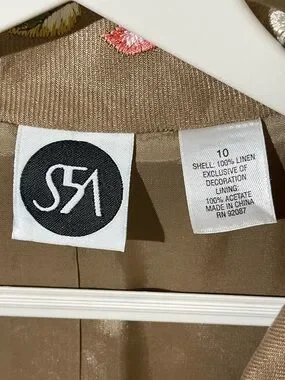 S5A
10
SHELL: 100% LINEN
EXCLUSIVE OF
DECORATION
LINING:
100% ACETATE
MADE IN CHINA
RN 92087